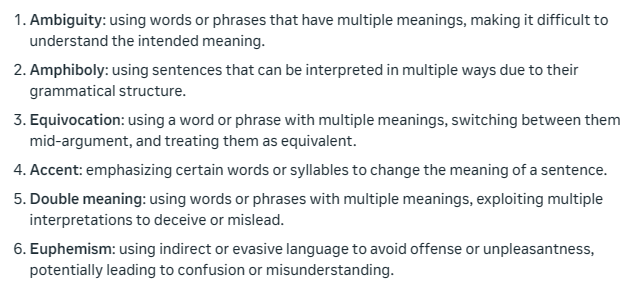 1. Ambiguity: using words or phrases that have multiple meanings, making it difficult to
understand the intended meaning.
2. Amphiboly: using sentences that can be interpreted in multiple ways due to their
grammatical structure.
3. Equivocation: using a word or phrase with multiple meanings, switching between them
mid-argument, and treating them as equivalent.
4. Accent: emphasizing certain words or syllables to change the meaning of a sentence.
5. Double meaning: using words or phrases with multiple meanings, exploiting multiple
interpretations to deceive or mislead.
6. Euphemism: using indirect or evasive language to avoid offense or unpleasantness,
potentially leading to confusion or misunderstanding.